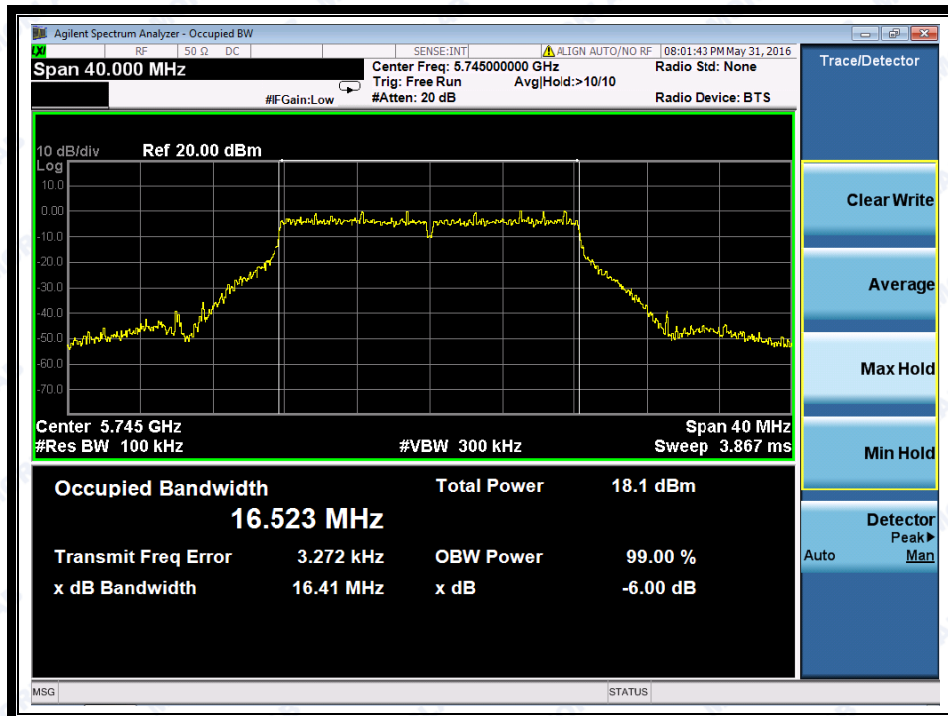 Agilent Spectrum Analyzer - Occupied BW
LXI RF 50 Ω DC SENSE:INT ALIGN AUTO/NO RF 08:01:43 PM May 31, 2016
Span 40.000 MHz
Center Freq: 5.745000000 GHz
Radio Std: None
Trig: Free Run Avg|Hold:>10/10
#IFGain:Low #Atten: 20 dB Radio Device: BTS
10 dB/div Ref 20.00 dBm
Log
10.0
0.00
-10.0
-20.0
-30.0
-40.0
-50.0
-60.0
-70.0
Center 5.745 GHz Span 40 MHz
#Res BW 100 kHz #VBW 300 kHz Sweep 3.867 ms
Occupied Bandwidth Total Power 18.1 dBm
16.523 MHz
Transmit Freq Error 3.272 kHz OBW Power 99.00 %
x dB Bandwidth 16.41 MHz x dB -6.00 dB
Trace/Detector
Clear Write
Average
Max Hold
Min Hold
Detector
Peak▶
Auto Man
MSG STATUS